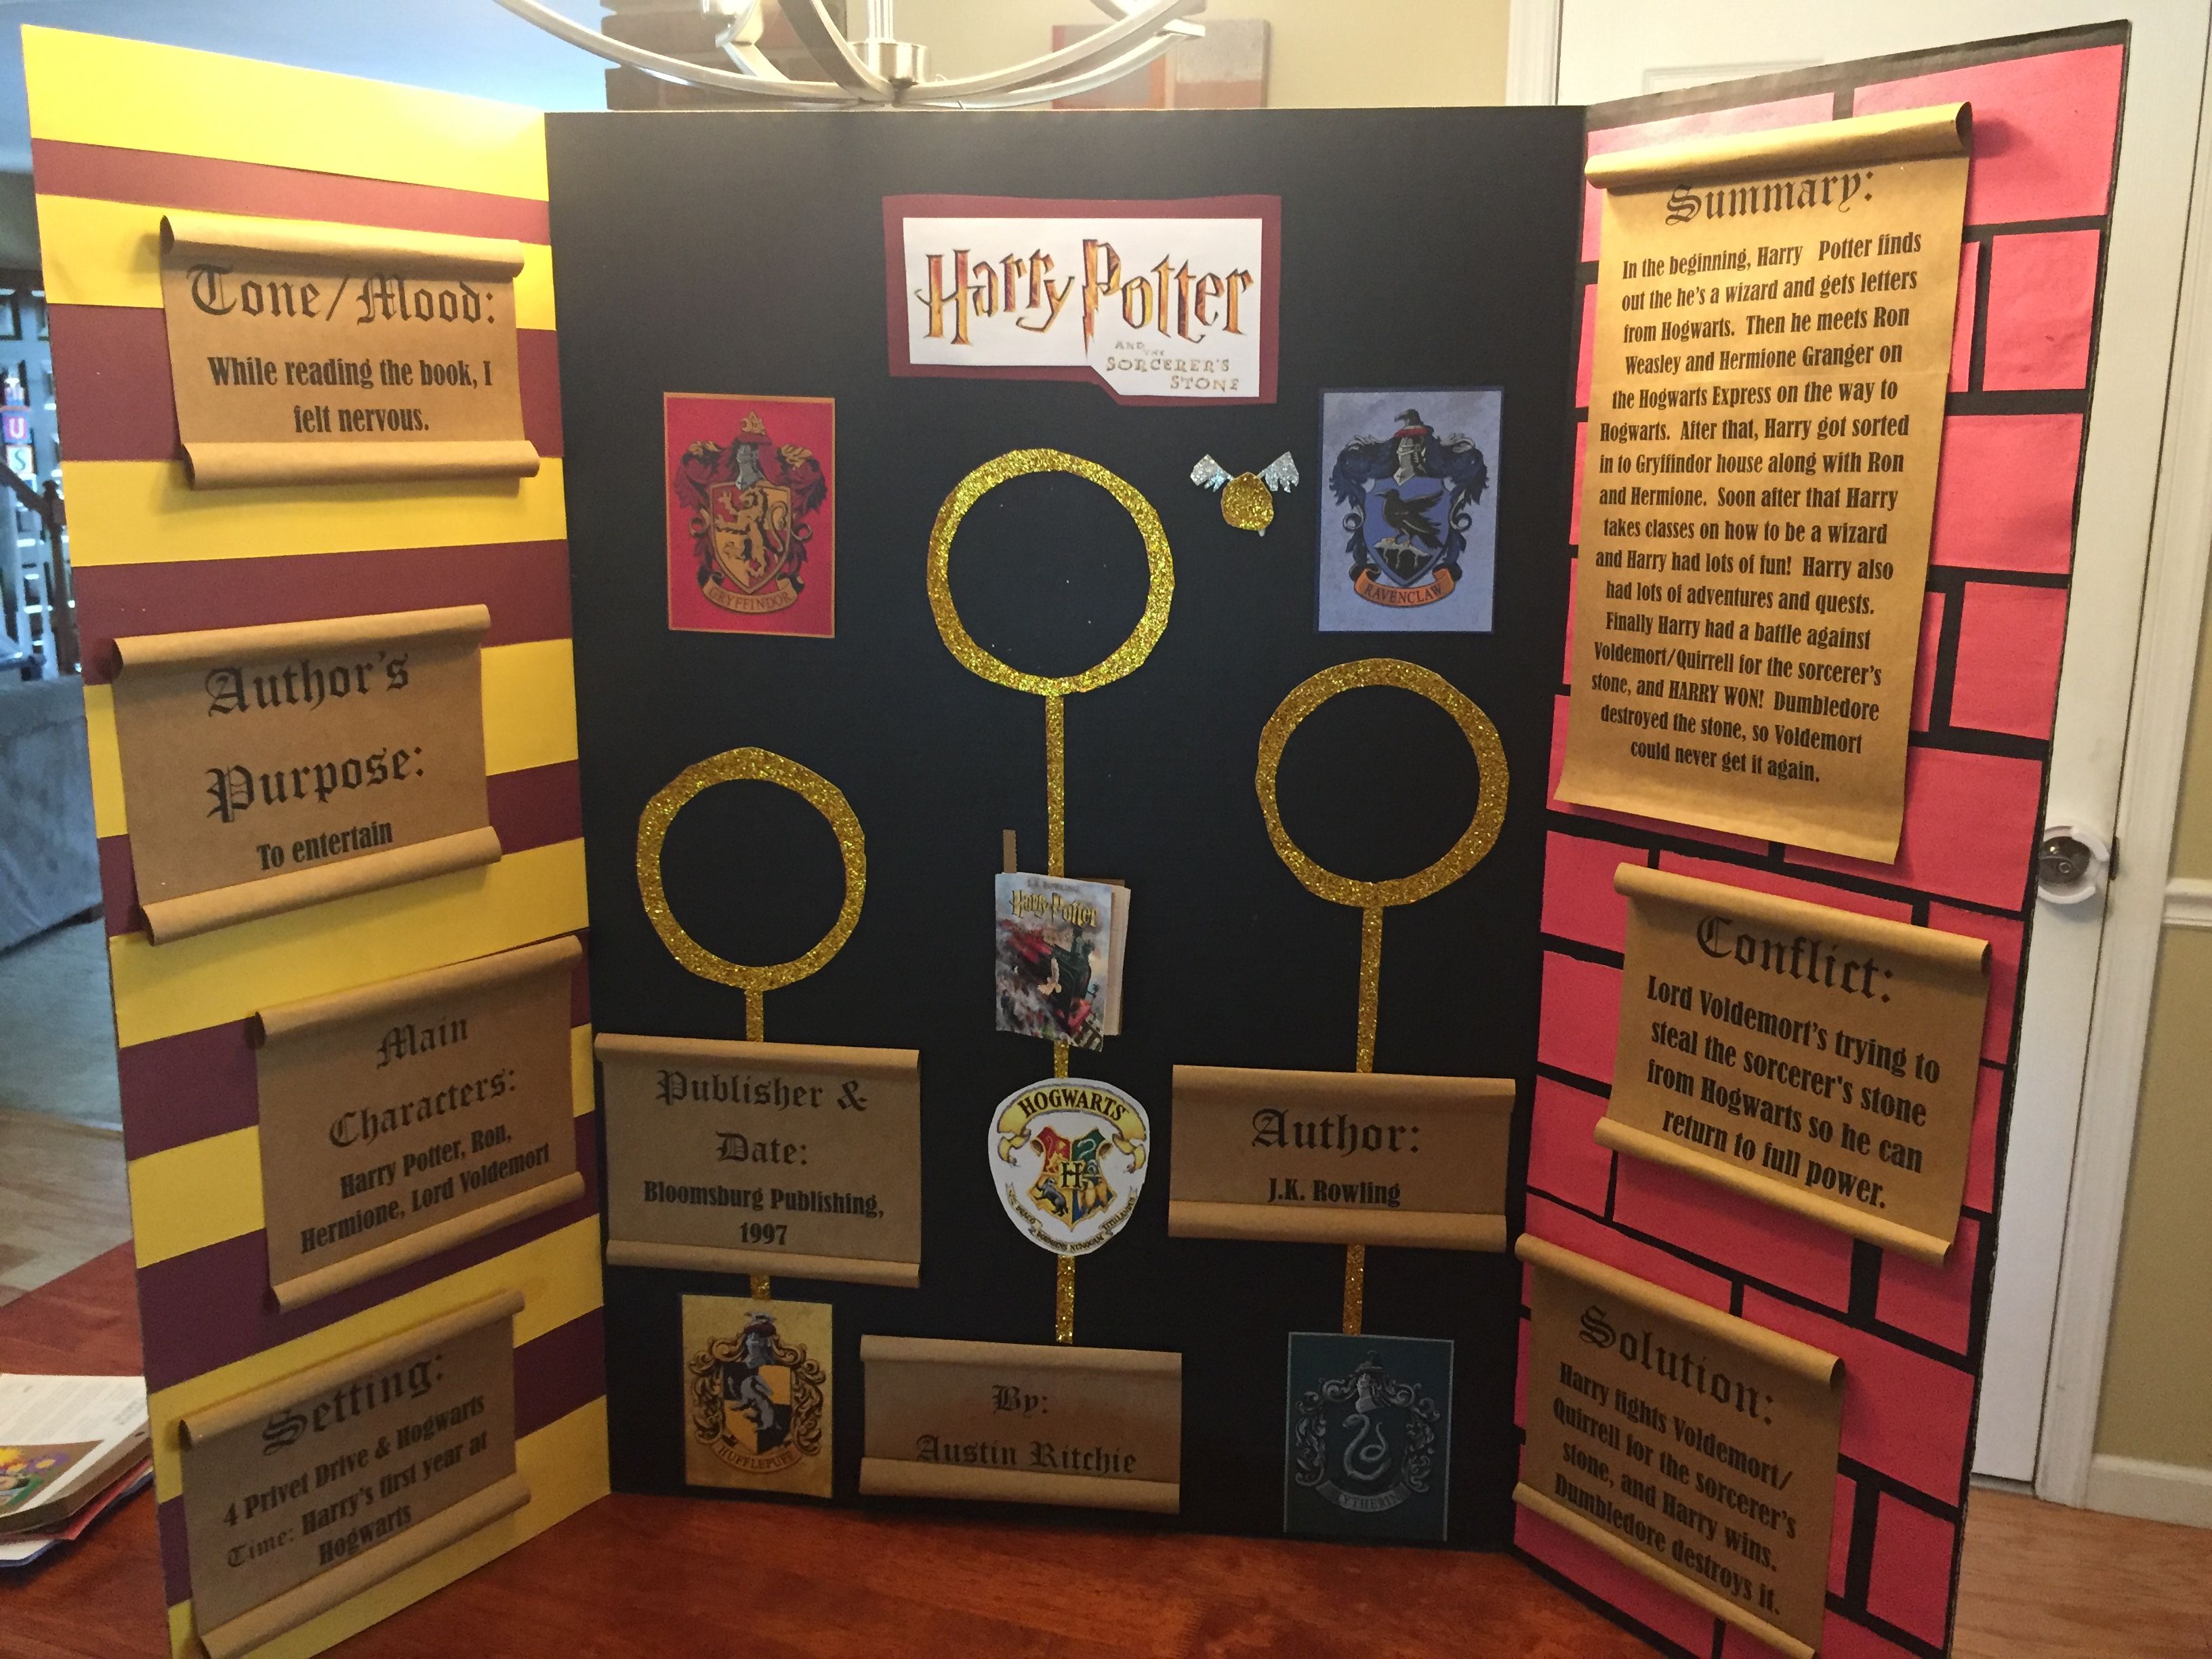 Tone/Mood:
While reading the book, I
felt nervous.
Author's
Purpose:
To entertain
Main
Characters:
Harry Potter, Ron,
Hermione, Lord Voldemort
Setting:
4 Privet Drive & Hogwarts
Time: Harry's first year at
Hogwarts
Harry Potter
AND THE
SORCERER'S
STONE
GRYFFINDOR
RAVENCLAW
J.K. ROWLING
Harry Potter
Publisher &
Date:
Bloomsburg Publishing,
1997
HOGWARTS
H
DRACO DORMIENS NUNQUAM TITILLANDUS
Author:
J.K. Rowling
HUFFLEPUFF
By:
Austin Ritchie
SLYTHERIN
Summary:
In the beginning, Harry Potter finds
out the he's a wizard and gets letters
from Hogwarts. Then he meets Ron
Weasley and Hermione Granger on
the Hogwarts Express on the way to
Hogwarts. After that, Harry got sorted
in to Gryffindor house along with Ron
and Hermione. Soon after that Harry
takes classes on how to be a wizard
and Harry had lots of fun! Harry also
had lots of adventures and quests.
Finally Harry had a battle against
Voldemort/Quirrell for the sorcerer's
stone, and HARRY WON! Dumbledore
destroyed the stone, so Voldemort
could never get it again.
Conflict:
Lord Voldemort's trying to
steal the sorcerer's stone
from Hogwarts so he can
return to full power.
Solution:
Harry fights Voldemort/
Quirrell for the sorcerer's
stone, and Harry wins.
Dumbledore destroys it.
U
S